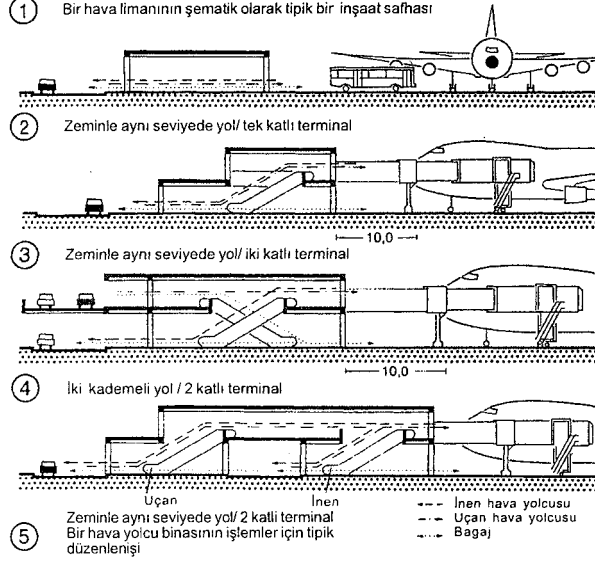 1 Bir hava limanının şematik olarak tipik bir inşaat safhası
2 Zeminle aynı seviyede yol/ tek katlı terminal
10,0
3 Zeminle aynı seviyede yol/ iki katlı terminal
10,0
4 İki kademeli yol / 2 katlı terminal
Uçan İnen
İnen hava yolcusu
Uçan hava yolcusu
Bagaj
5 Zeminle aynı seviyede yol/ 2 katli terminal
Bir hava yolcu binasının işlemler için tipik
düzenlenişi